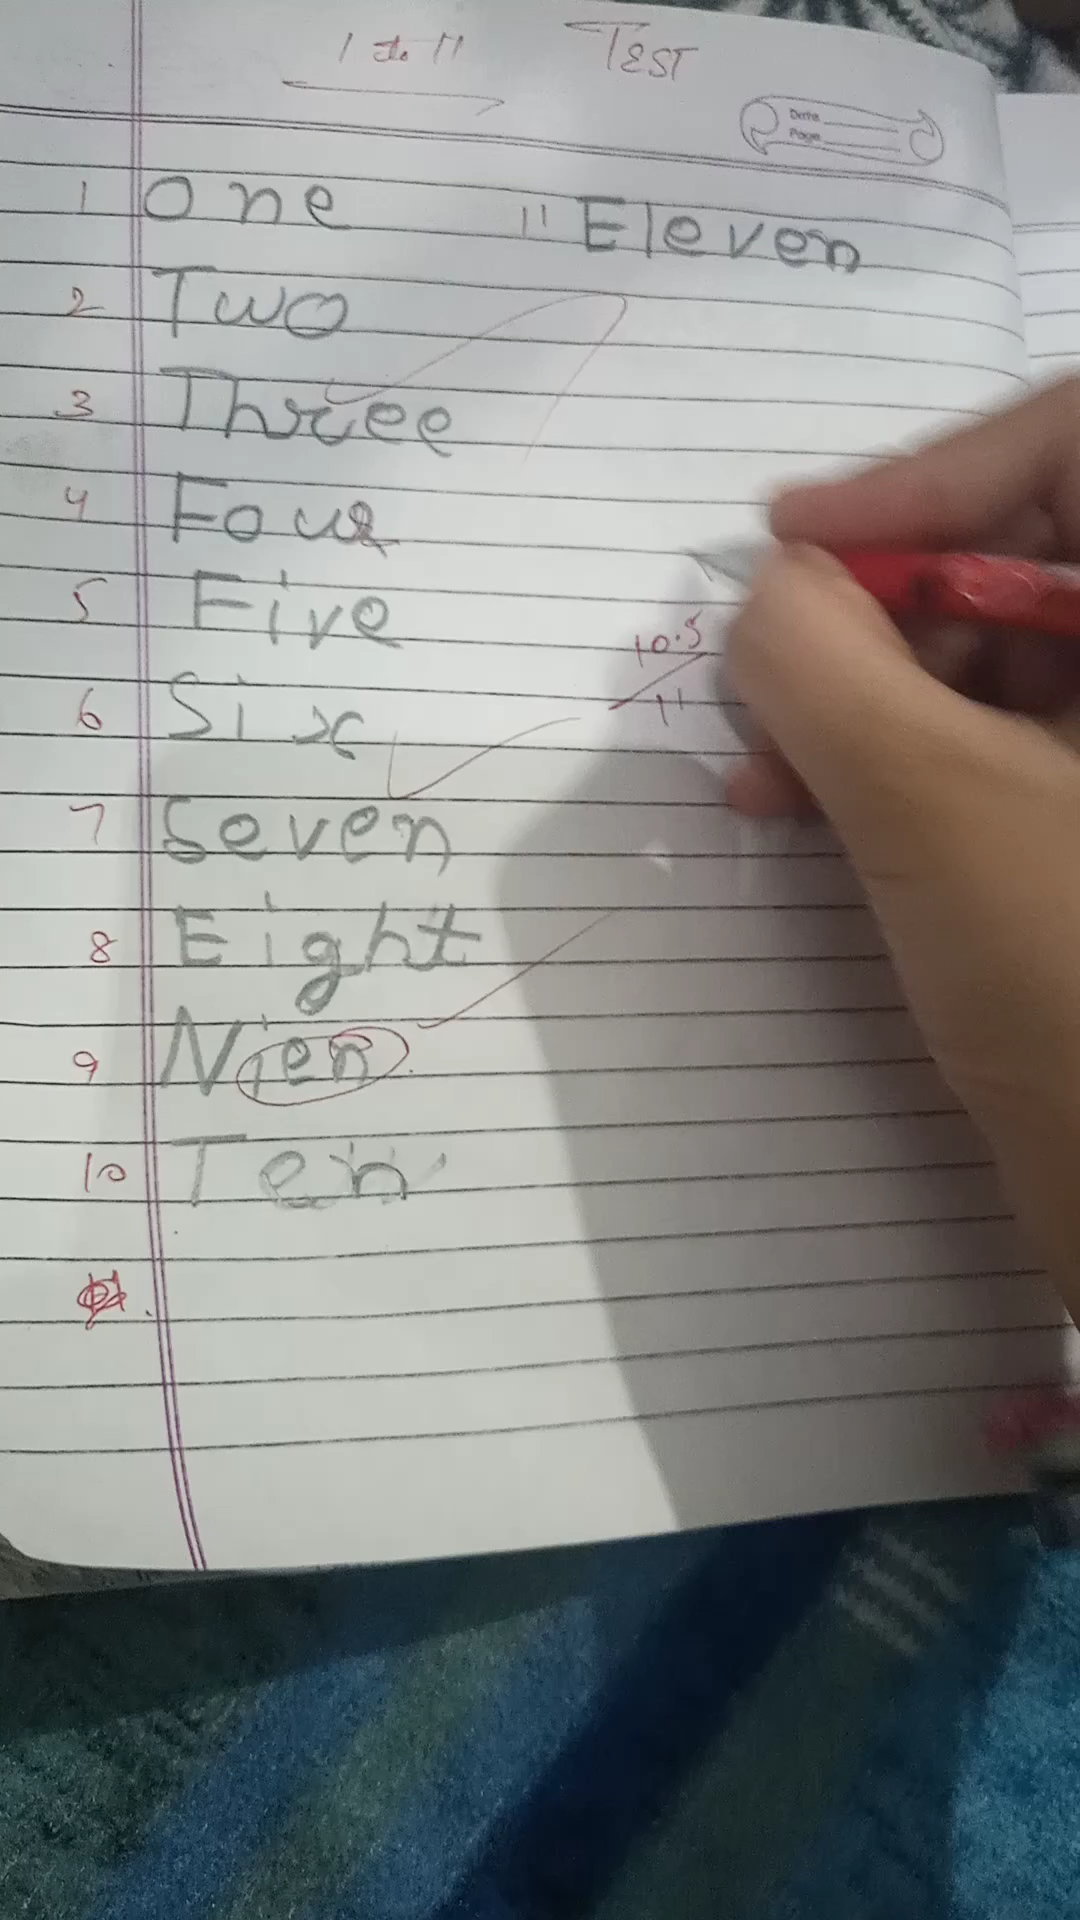 1 to 11 TEST
Date
Page
1 One 11 Eleven
2 Two
3 Three
4 Four
5 Five
10.5
6 Six 11
7 Seven
8 Eight
9 Nien
10 Ten